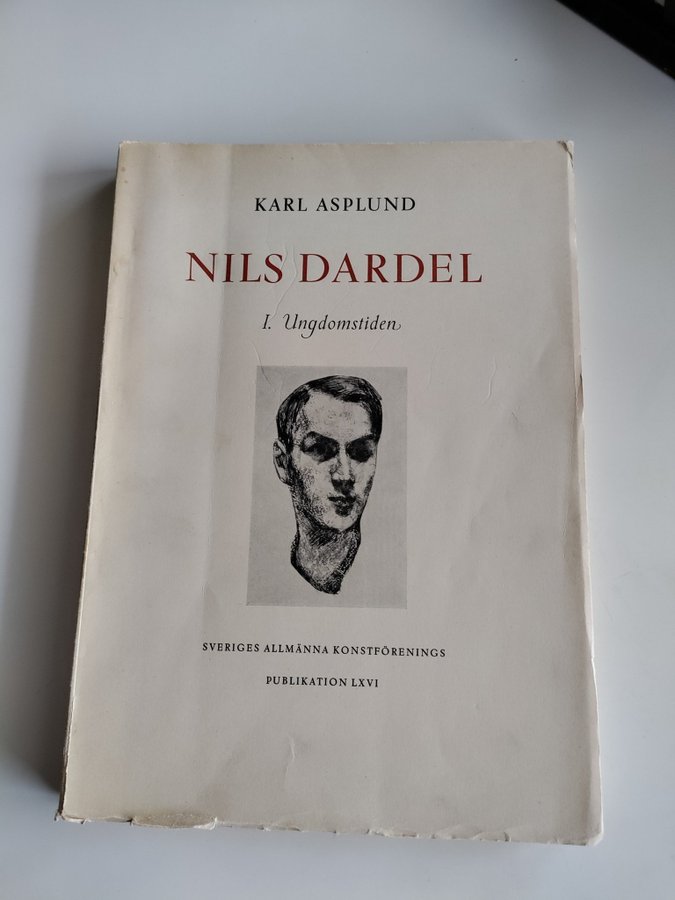 KARL ASPLUND
NILS DARDEL
I. Ungdomstiden
SVERIGES ALLMÄNNA KONSTFÖRENINGS
PUBLIKATION LXVI